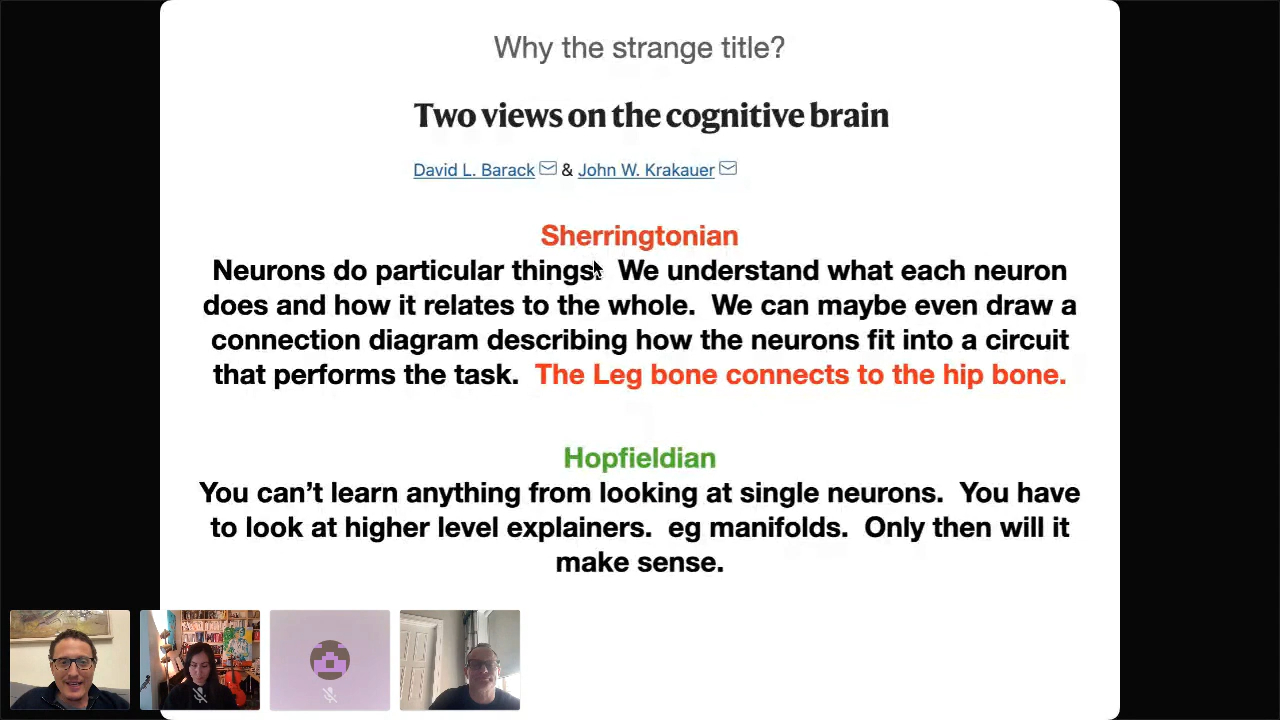 Why the strange title?
Two views on the cognitive brain
David L. Barack & John W. Krakauer
Sherringtonian
Neurons do particular things. We understand what each neuron
does and how it relates to the whole. We can maybe even draw a
connection diagram describing how the neurons fit into a circuit
that performs the task. The Leg bone connects to the hip bone.
Hopfieldian
You can’t learn anything from looking at single neurons. You have
to look at higher level explainers. eg manifolds. Only then will it
make sense.